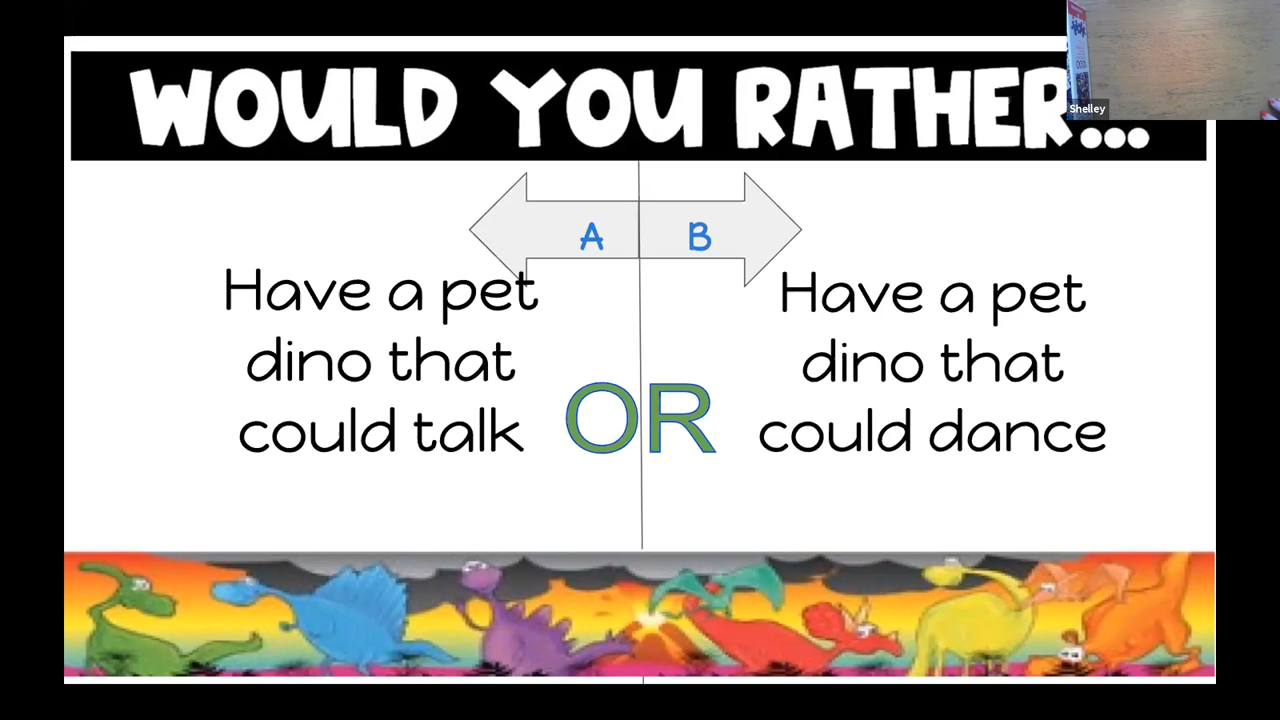 WOULD YOU RATHER...
Shelley
A
B
Have a pet
dino that
could talk
OR
Have a pet
dino that
could dance